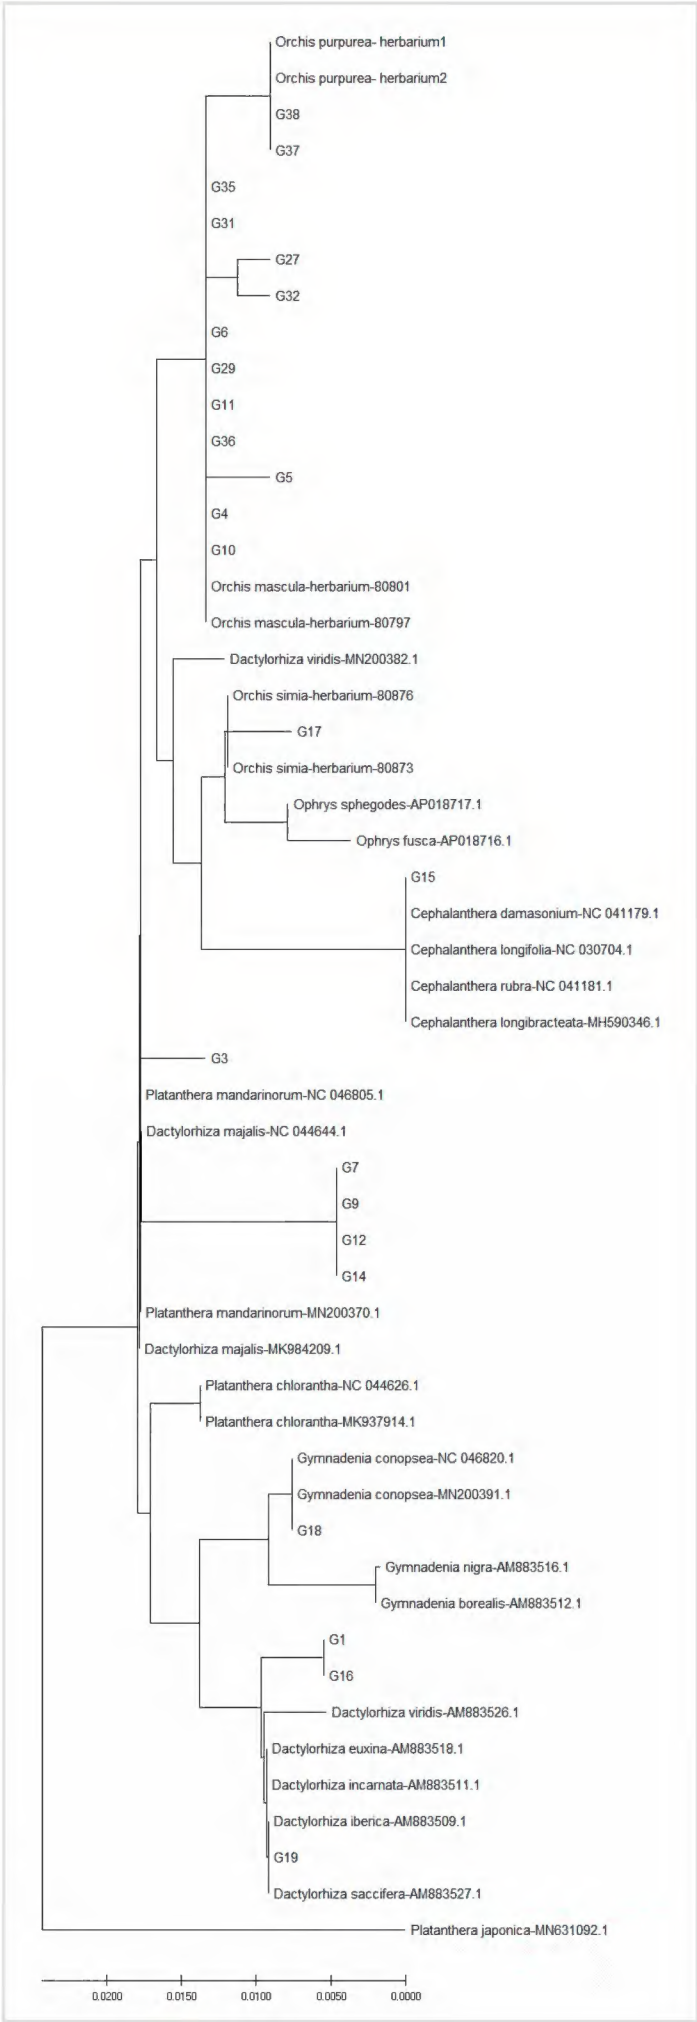 Orchis purpurea- herbarium1
Orchis purpurea- herbarium2
G38
G37
G35
G31
G27
G32
G6
G29
G11
G36
G5
G4
G10
Orchis mascula-herbarium-80801
Orchis mascula-herbarium-80797
Dactylorhiza viridis-MN200382.1
Orchis simia-herbarium-80876
G17
Orchis simia-herbarium-80873
Ophrys sphegodes-AP018717.1
Ophrys fusca-AP018716.1
G15
Cephalanthera damasonium-NC 041179.1
Cephalanthera longifolia-NC 030704.1
Cephalanthera rubra-NC 041181.1
Cephalanthera longibracteata-MH590346.1
G3
Platanthera mandarinorum-NC 046805.1
Dactylorhiza majalis-NC 044644.1
G7
G9
G12
G14
Platanthera mandarinorum-MN200370.1
Dactylorhiza majalis-MK984209.1
Platanthera chlorantha-NC 044626.1
Platanthera chlorantha-MK937914.1
Gymnadenia conopsea-NC 046820.1
Gymnadenia conopsea-MN200391.1
G18
Gymnadenia nigra-AM883516.1
Gymnadenia borealis-AM883512.1
G1
G16
Dactylorhiza viridis-AM883526.1
Dactylorhiza euxina-AM883518.1
Dactylorhiza incarnata-AM883511.1
Dactylorhiza iberica-AM883509.1
G19
Dactylorhiza saccifera-AM883527.1
Platanthera japonica-MN631092.1
0.0200 0.0150 0.0100 0.0050 0.0000